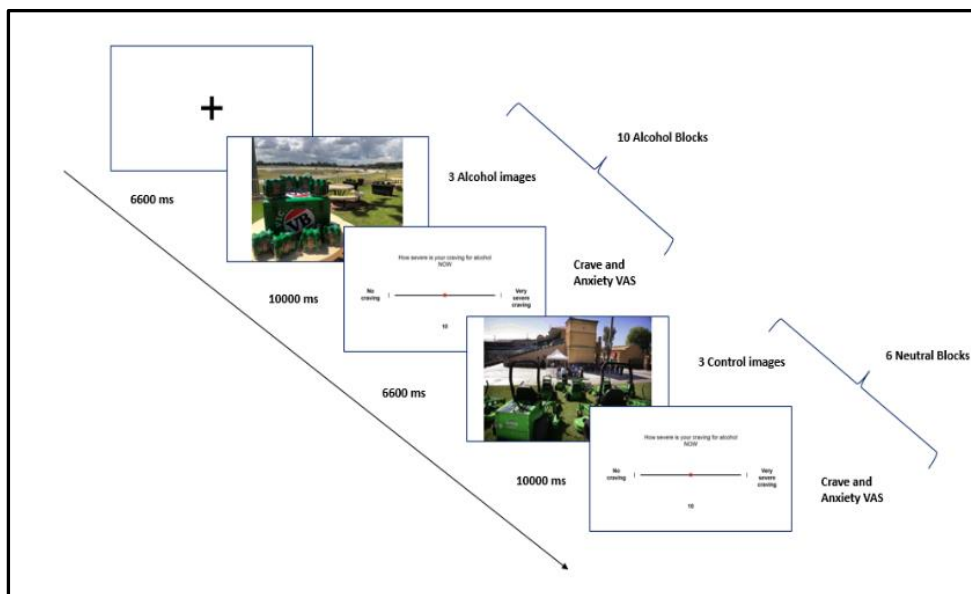 10 Alcohol Blocks
3 Alcohol images
6600 ms
VIC
VB
How severe is your craving for alcohol
NOW
No
craving
Very
severe
craving
10
Crave and
Anxiety VAS
10000 ms
6 Neutral Blocks
3 Control images
6600 ms
How severe is your craving for alcohol
NOW
No
craving
Very
severe
craving
10
Crave and
Anxiety VAS
10000 ms